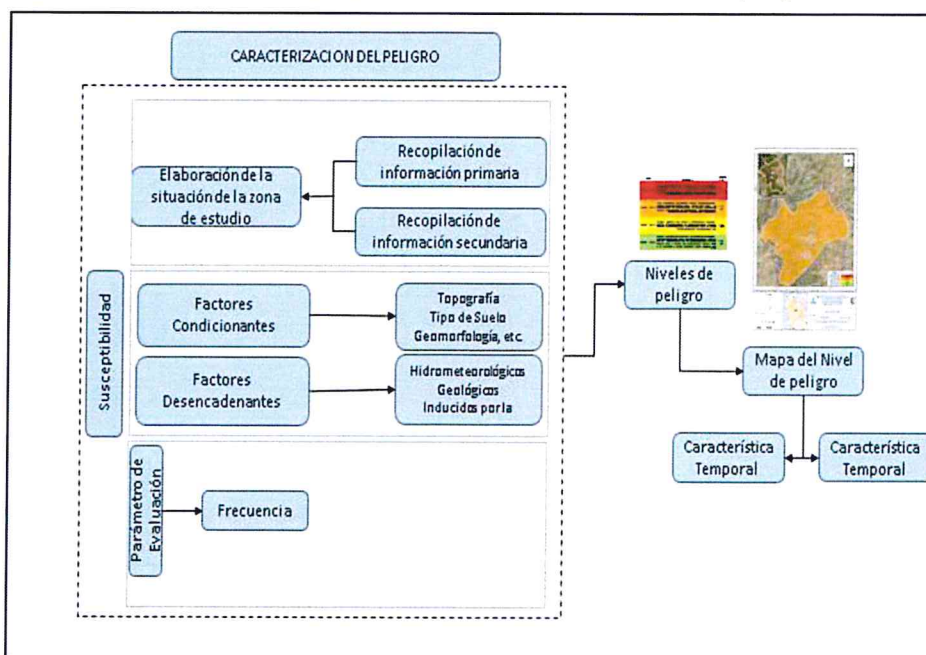 CARACTERIZACION DEL PELIGRO
Elaboración de la
situación de la zona
de estudio
Recopilación de
información primaria
Recopilación de
información secundaria
Susceptibilidad
Factores
Condicionantes
Topografía
Tipo de Suelo
Geomorfología, etc.
Factores
Desencadenantes
Hidrometeorológicos
Geológicos
Inducidos por la
Parámetro de
Evaluación
Frecuencia
Niveles de
peligro
Mapa del Nivel
de peligro
Característica
Temporal
Característica
Temporal